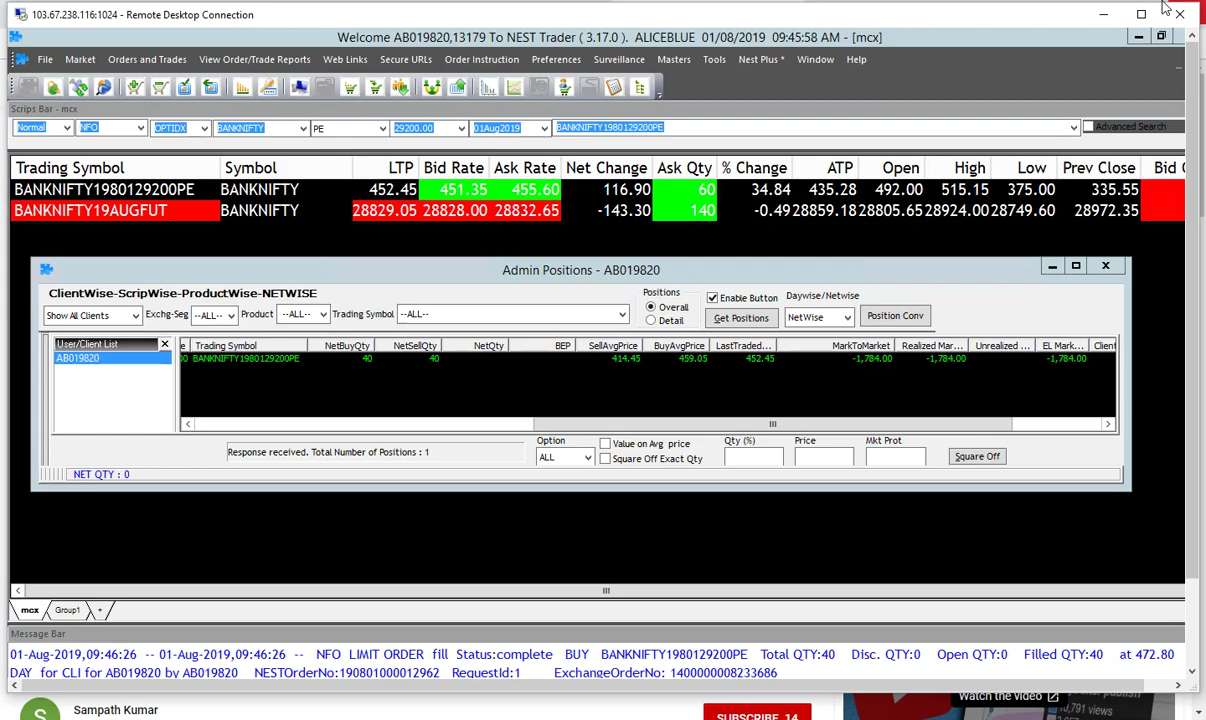 103.67.238.116:1024 - Remote Desktop Connection
Welcome AB019820,13179 To NEST Trader ( 3.17.0 ). ALICEBLUE 01/08/2019 09:45:58 AM - [mcx]
File Market Orders and Trades View Order/Trade Reports Web Links Secure URLs Order Instruction Preferences Surveillance Masters Tools Nest Plus * Window Help
Scrips Bar - mcx
Normal NFO OPTIDX BANKNIFTY PE 29200.00 01Aug2019 BANKNIFTY1980129200PE Advanced Search
Trading Symbol Symbol LTP Bid Rate Ask Rate Net Change Ask Qty % Change ATP Open High Low Prev Close Bid
BANKNIFTY1980129200PE BANKNIFTY 452.45 451.35 455.60 116.90 60 34.84 435.28 492.00 515.15 375.00 335.55
BANKNIFTY19AUGFUT BANKNIFTY 28829.05 28828.00 28832.65 -143.30 140 -0.49 28859.18 28805.65 28924.00 28749.60 28972.35
Admin Positions - AB019820
ClientWise-ScripWise-ProductWise-NETWISE
Positions
Enable Button Daywise/Netwise
Overall
Show All Clients Exchg-Seg --ALL-- Product --ALL-- Trading Symbol --ALL--
Detail
Get Positions NetWise Position Conv
User/Client List Trading Symbol NetBuyQty NetSellQty NetQty BEP SellAvgPrice BuyAvgPrice LastTraded... MarkToMarket Realized Mar... Unrealized ... EL Mark... Client
AB019820 00 BANKNIFTY1980129200PE 40 40 414.45 459.05 452.45 -1,784.00 -1,784.00 -1,784.00
Option Value on Avg price Qty (%) Price Mkt Prot
Response received. Total Number of Positions : 1 ALL Square Off Exact Qty Square Off
NET QTY : 0
mcx Group1 +
Message Bar
01-Aug-2019,09:46:26 -- 01-Aug-2019,09:46:26 -- NFO LIMIT ORDER fill Status:complete BUY BANKNIFTY1980129200PE Total QTY:40 Disc. QTY:0 Open QTY:0 Filled QTY:40 at 472.80
DAY for CLI for AB019820 by AB019820 NESTOrderNo:190801000012962 RequestId:1 ExchangeOrderNo: 1400000008233686
S Sampath Kumar SUBSCRIBE 14 Watch the video
10,791 views